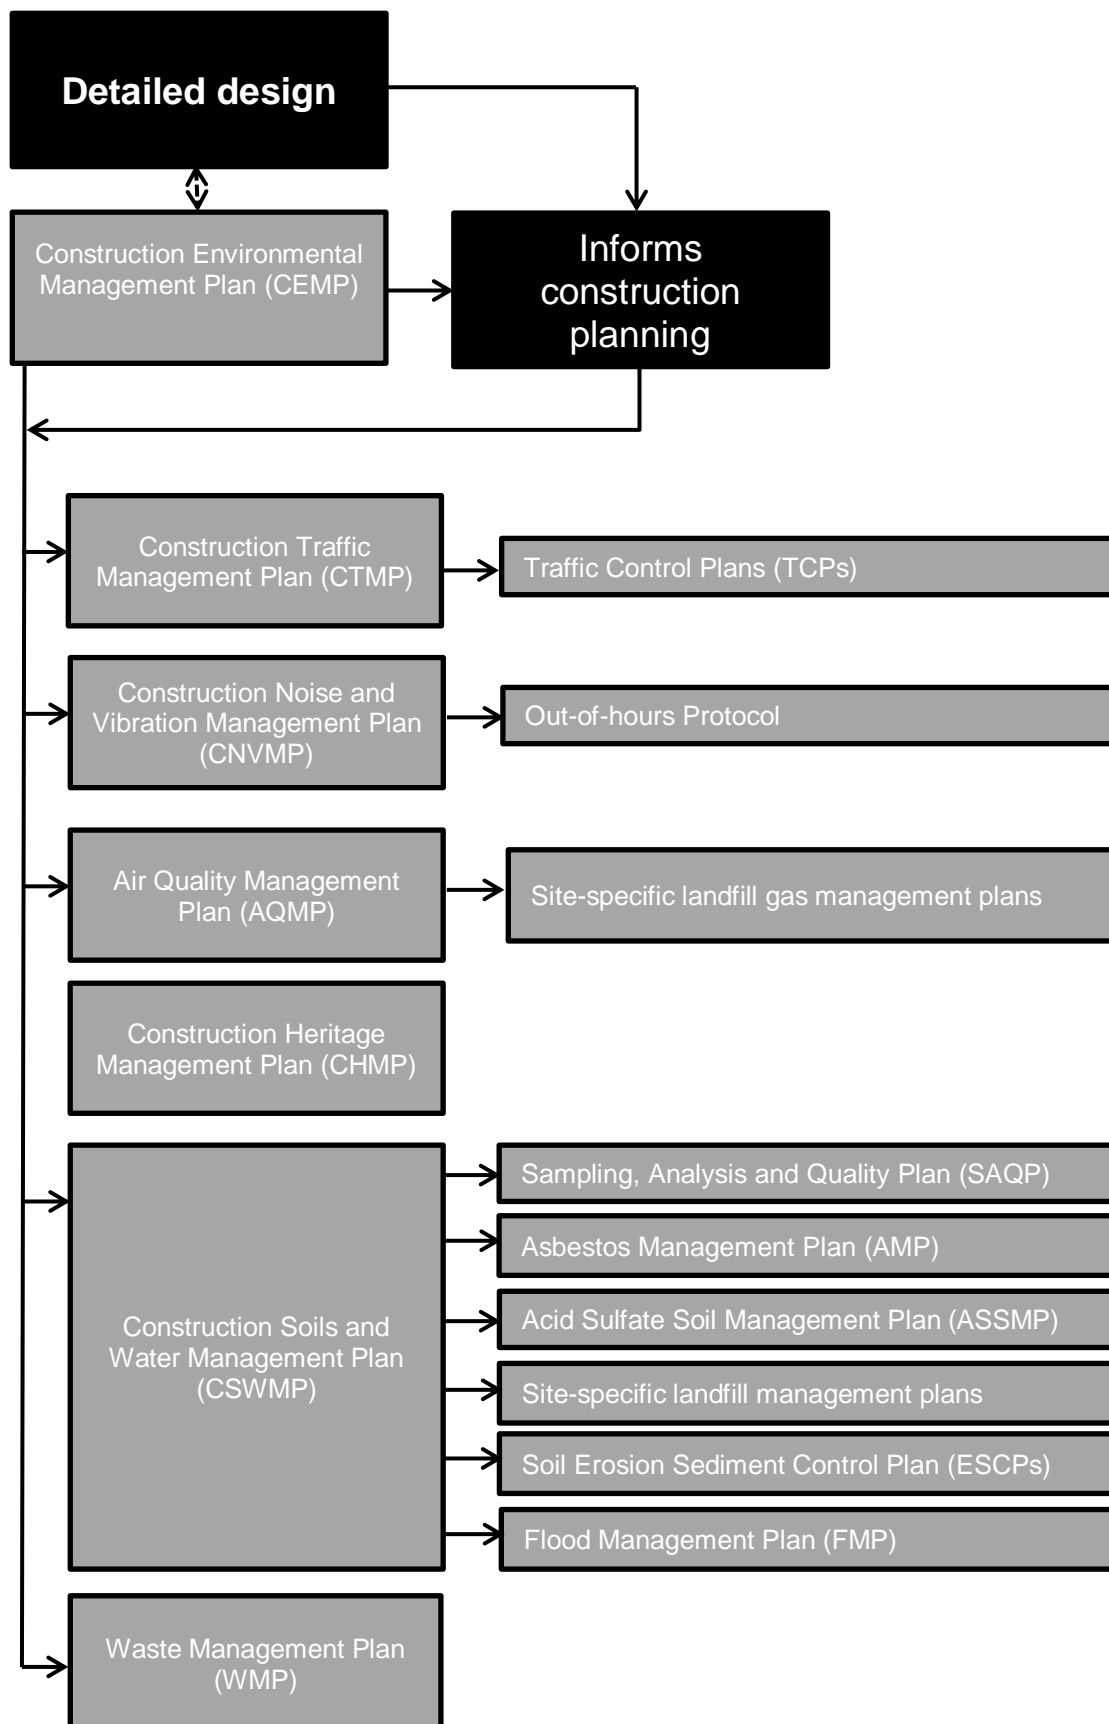 Detailed design
Construction Environmental
Management Plan (CEMP)
Informs
construction
planning
Construction Traffic
Management Plan (CTMP)
Traffic Control Plans (TCPs)
Construction Noise and
Vibration Management Plan
(CNVMP)
Out-of-hours Protocol
Air Quality Management
Plan (AQMP)
Site-specific landfill gas management plans
Construction Heritage
Management Plan (CHMP)
Construction Soils and
Water Management Plan
(CSWMP)
Sampling, Analysis and Quality Plan (SAQP)
Asbestos Management Plan (AMP)
Acid Sulfate Soil Management Plan (ASSMP)
Site-specific landfill management plans
Soil Erosion Sediment Control Plan (ESCPs)
Flood Management Plan (FMP)
Waste Management Plan
(WMP)